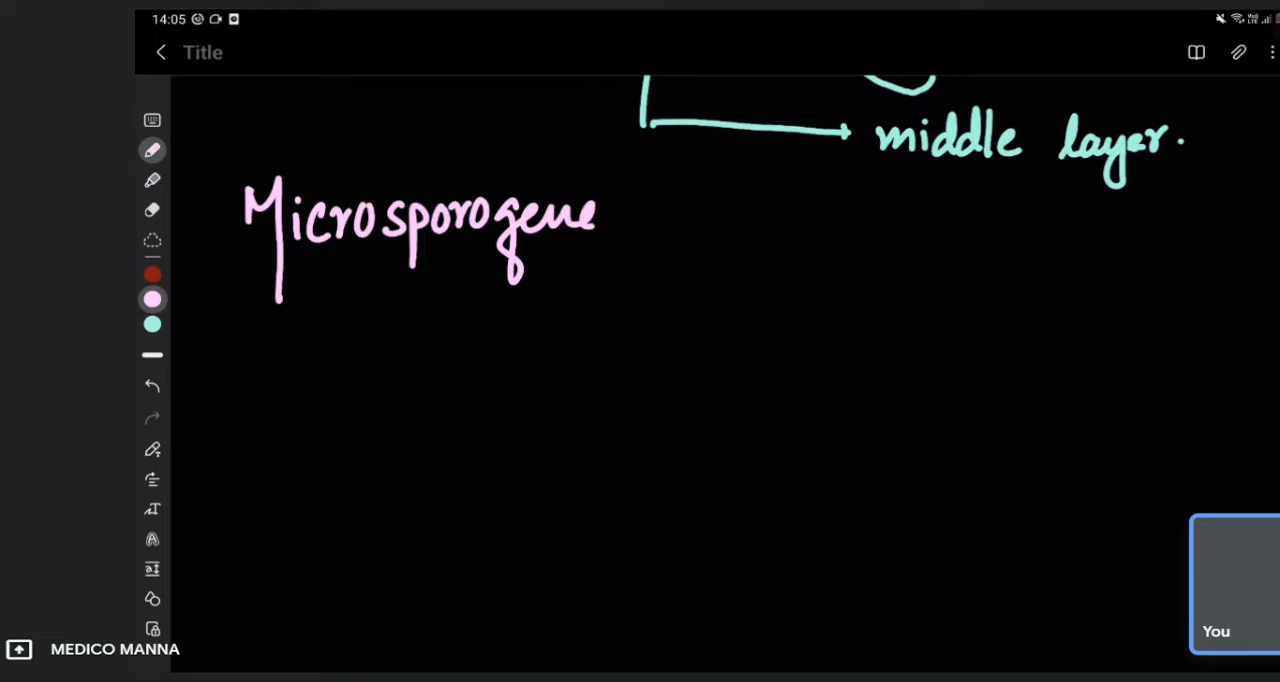 14:05
Title
middle layer.
Microsporogene
MEDICO MANNA
You